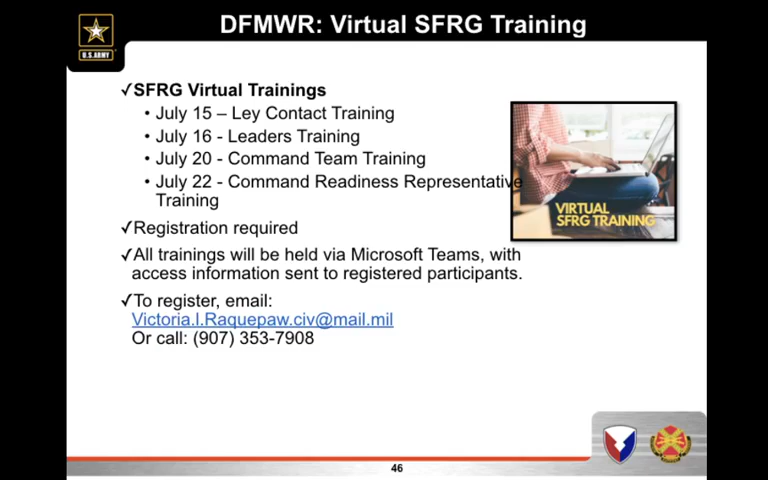 DFMWR: Virtual SFRG Training
U.S.ARMY
✓SFRG Virtual Trainings
• July 15 – Ley Contact Training
• July 16 - Leaders Training
• July 20 - Command Team Training
• July 22 - Command Readiness Representative
Training
✓Registration required
✓All trainings will be held via Microsoft Teams, with
access information sent to registered participants.
✓To register, email:
Victoria.I.Raquepaw.civ@mail.mil
Or call: (907) 353-7908
VIRTUAL
SFRG TRAINING
46